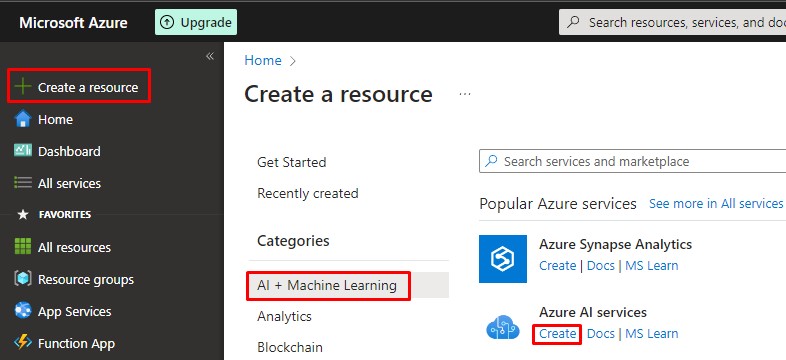 Microsoft Azure
Upgrade
Search resources, services, and doc
«
Create a resource
Home
Dashboard
All services
FAVORITES
All resources
Resource groups
App Services
Function App
Home >
Create a resource ...
Get Started
Recently created
Categories
AI + Machine Learning
Analytics
Blockchain
Search services and marketplace
Popular Azure services See more in All services
Azure Synapse Analytics
Create | Docs | MS Learn
Azure AI services
Create | Docs | MS Learn